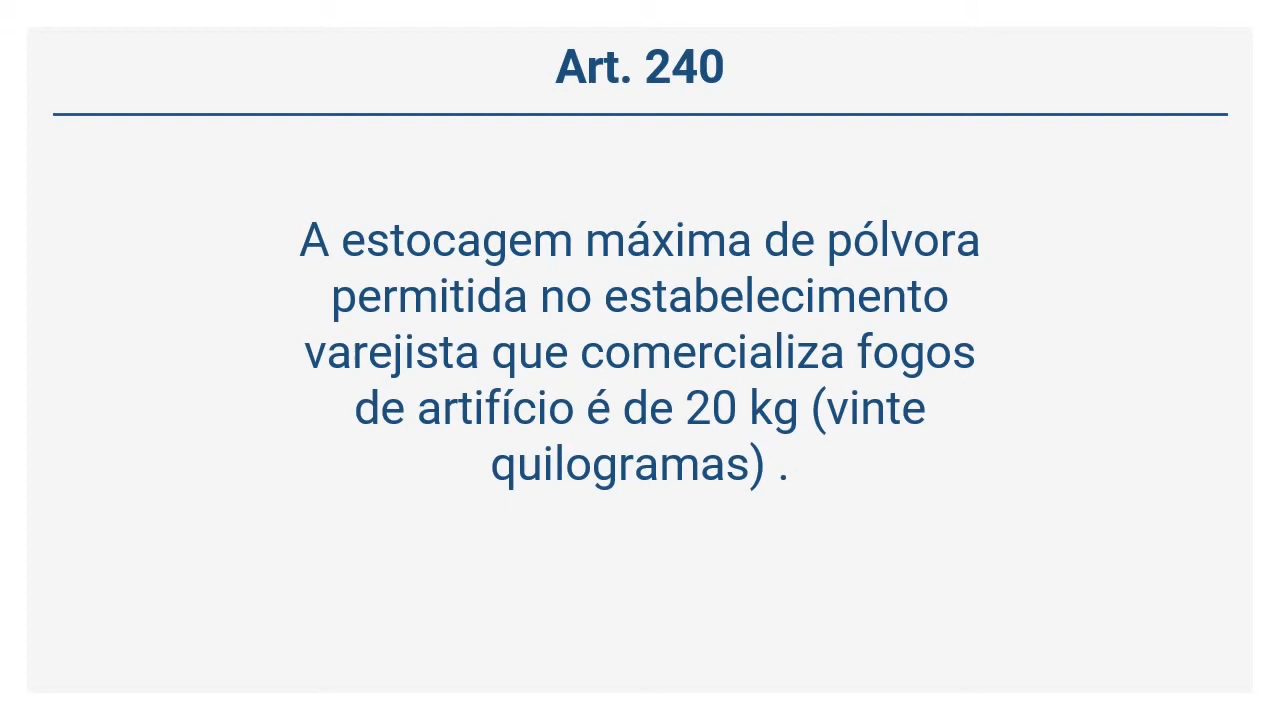 Art. 240
A estocagem máxima de pólvora
permitida no estabelecimento
varejista que comercializa fogos
de artifício é de 20 kg (vinte
quilogramas) .